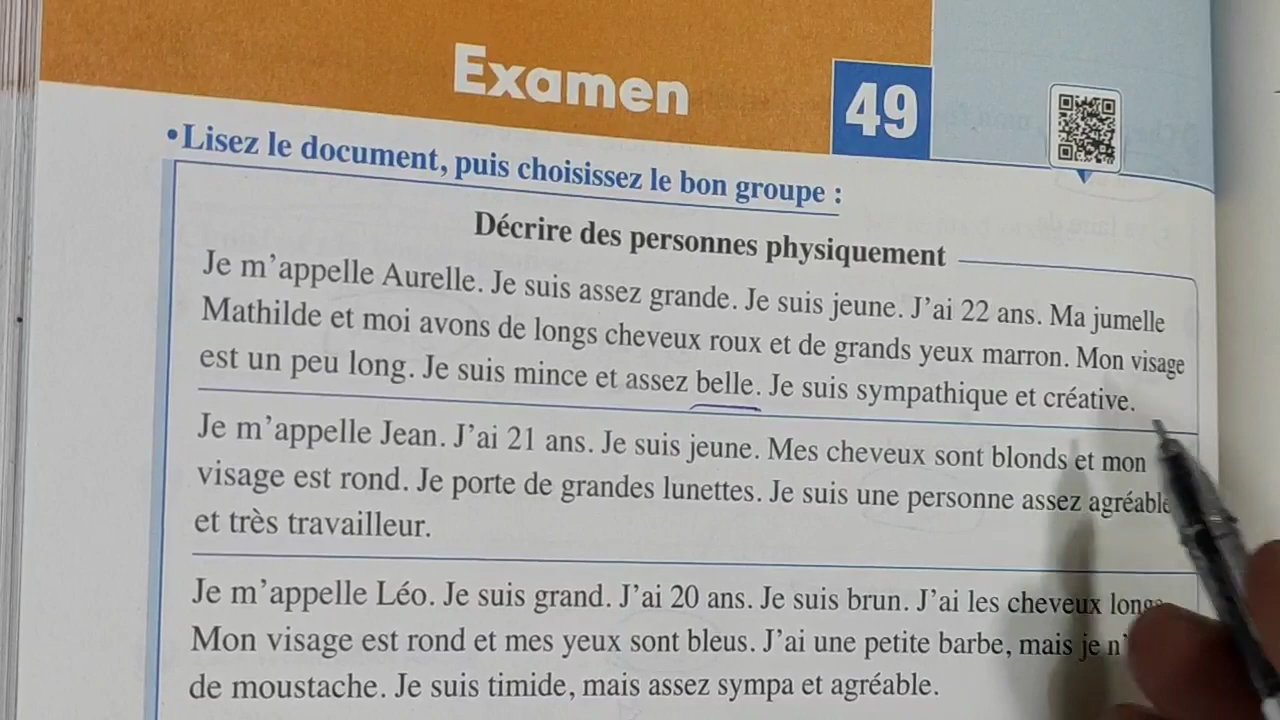 Examen
49
•Lisez le document, puis choisissez le bon groupe :
Décrire des personnes physiquement
Je m'appelle Aurelle. Je suis assez grande. Je suis jeune. J'ai 22 ans. Ma jumelle
Mathilde et moi avons de longs cheveux roux et de grands yeux marron. Mon visage
est un peu long. Je suis mince et assez belle. Je suis sympathique et créative.
Je m'appelle Jean. J'ai 21 ans. Je suis jeune. Mes cheveux sont blonds et mon
visage est rond. Je porte de grandes lunettes. Je suis une personne assez agréable
et très travailleur.
Je m'appelle Léo. Je suis grand. J'ai 20 ans. Je suis brun. J'ai les cheveux longs
Mon visage est rond et mes yeux sont bleus. J'ai une petite barbe, mais je n'
de moustache. Je suis timide, mais assez sympa et agréable.